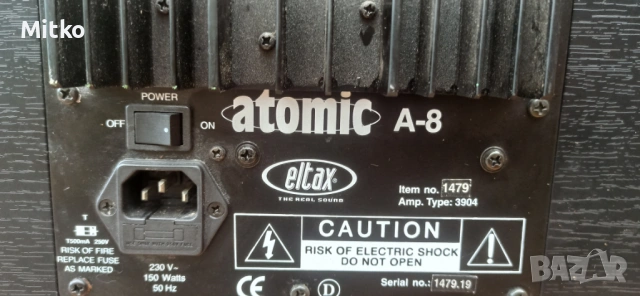 Mitko
POWER
OFF
ON
atomic A-8
eltax
THE REAL SOUND
Item no. 1479
Amp. Type: 3904
T
T500mA 250V
RISK OF FIRE
REPLACE FUSE
AS MARKED
230 V~
150 Watts
50 Hz
CAUTION
RISK OF ELECTRIC SHOCK
DO NOT OPEN
CE
D
Serial no.: 1479.19
BAZAR